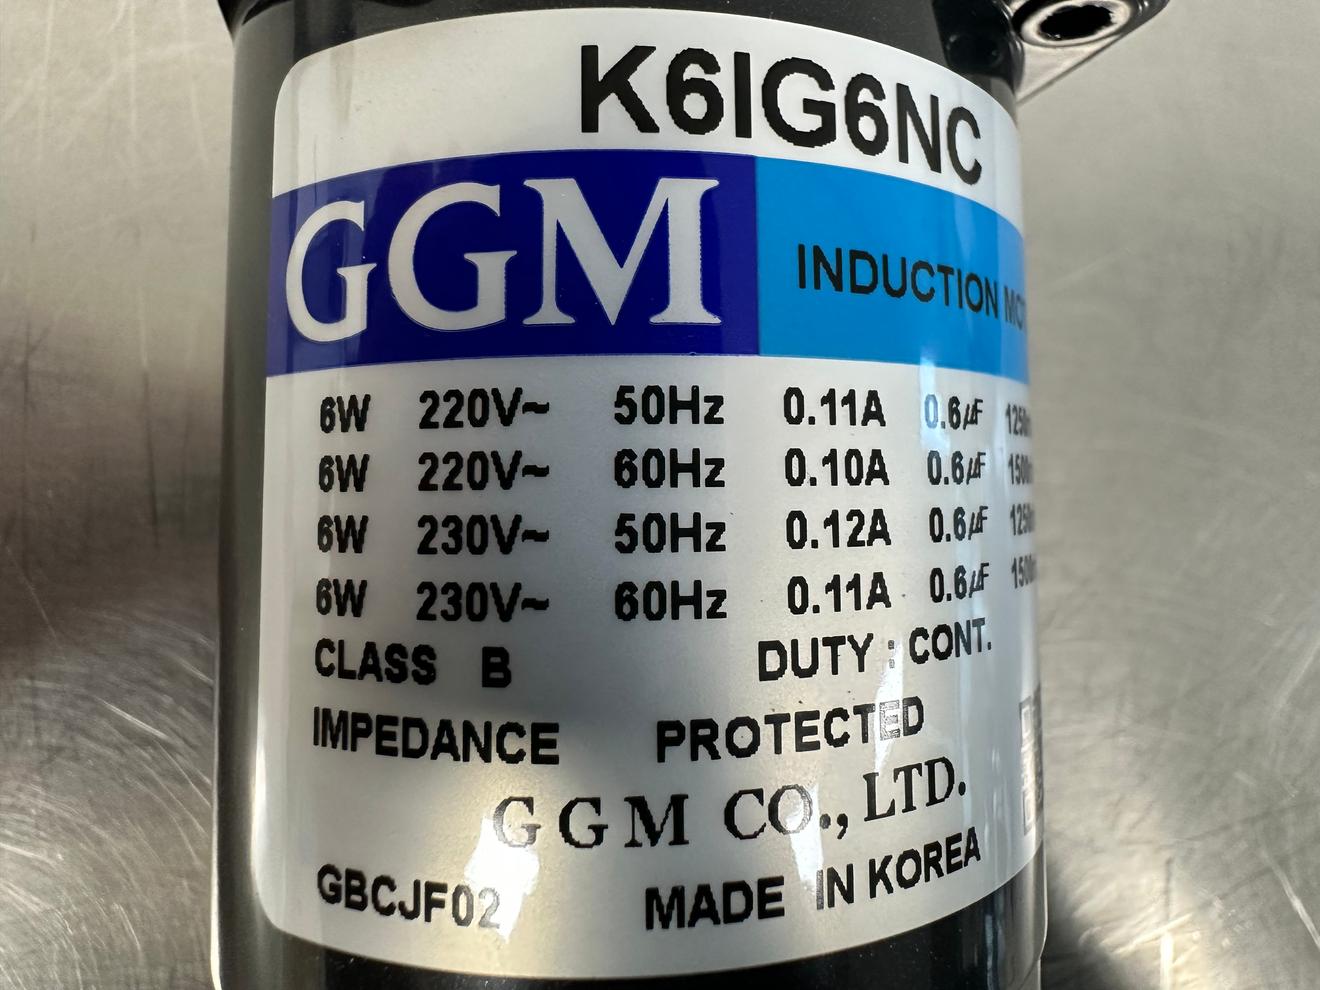 K6IG6NC
GGM INDUCTION
6W 220V~ 50Hz 0.11A 0.6μF
6W 220V~ 60Hz 0.10A 0.6μF
6W 230V~ 50Hz 0.12A 0.6μF
6W 230V~ 60Hz 0.11A 0.6μF
CLASS B DUTY : CONT.
IMPEDANCE PROTECTED
GGM CO., LTD.
GBCJF02 MADE IN KOREA